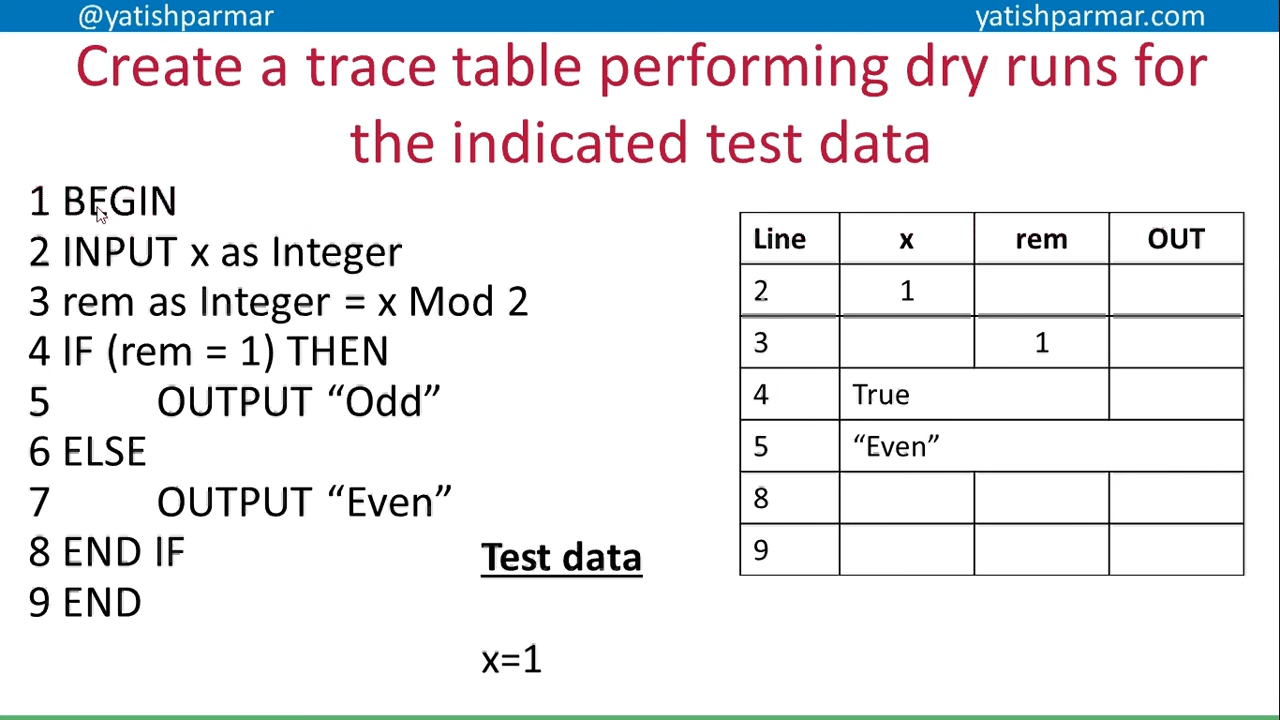 @yatishparmar yatishparmar.com
Create a trace table performing dry runs for
the indicated test data
1 BEGIN
2 INPUT x as Integer
3 rem as Integer = x Mod 2
4 IF (rem = 1) THEN
5 OUTPUT “Odd”
6 ELSE
7 OUTPUT “Even”
8 END IF
9 END
Test data
x=1
Line x rem OUT
2 1
3 1
4 True
5 “Even”
8
9